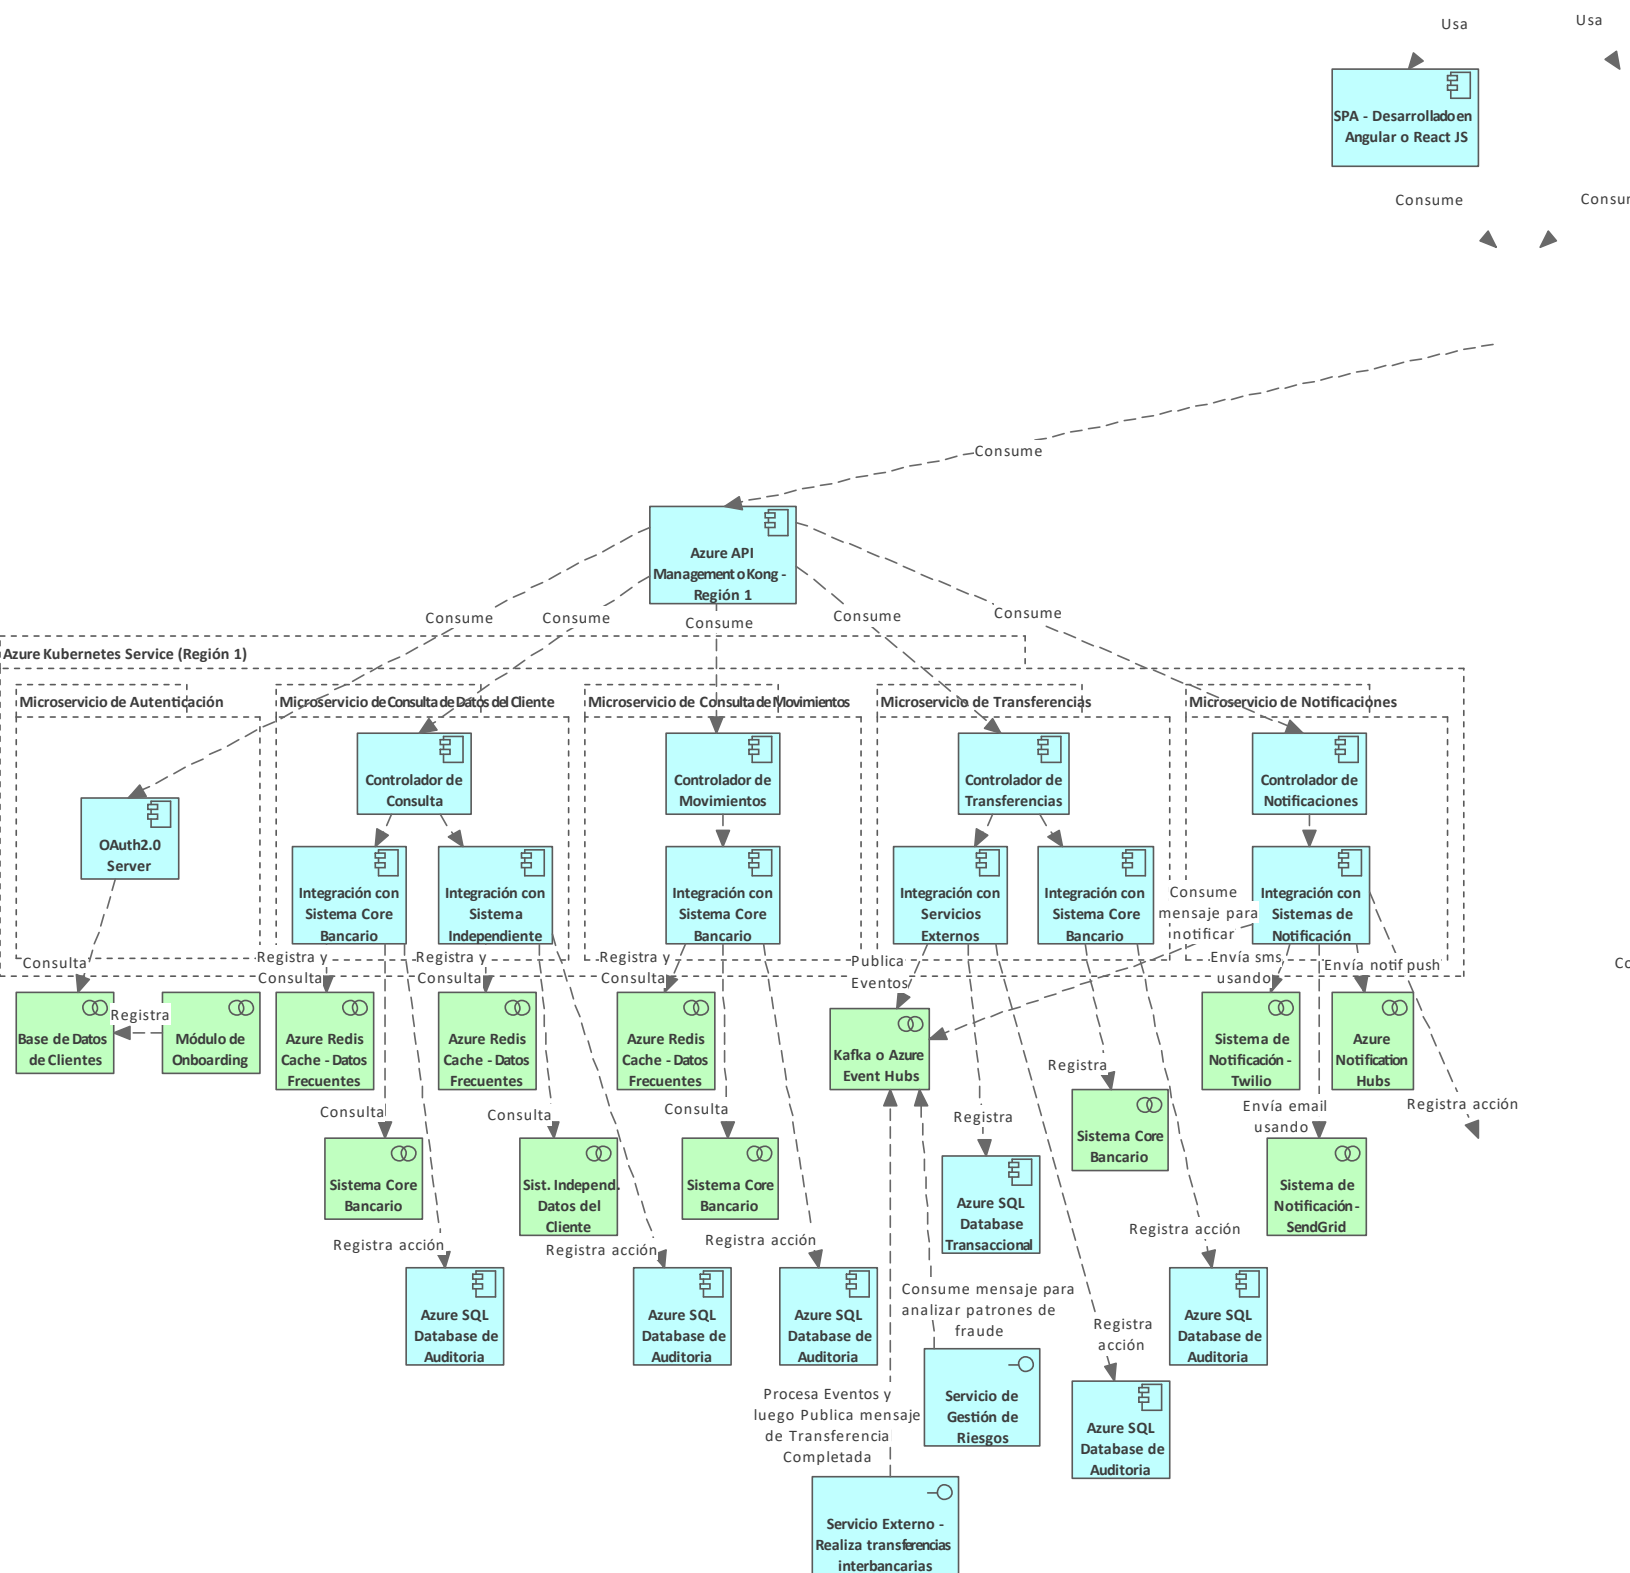 Usa
Usa
SPA - Desarrollado en
Angular o React JS
Consume
Consum
Consume
Azure API
Management o Kong -
Región 1
Consume
Consume
Consume
Consume
Consume
Azure Kubernetes Service (Región 1)
Microservicio de Autenticación
Microservicio de Consulta de Datos del Cliente
Microservicio de Consulta de Movimientos
Microservicio de Transferencias
Microservicio de Notificaciones
Controlador de
Consulta
Controlador de
Movimientos
Controlador de
Transferencias
Controlador de
Notificaciones
OAuth2.0
Server
Integración con
Sistema Core
Bancario
Integración con
Sistema
Independiente
Integración con
Sistema Core
Bancario
Integración con
Servicios
Externos
Integración con
Sistema Core
Bancario
Consume
mensaje para
notificar
Integración con
Sistemas de
Notificación
Consulta
Registra y
Consulta
Registra y
Consulta
Registra y
Consulta
Publica
Eventos
Envía sms
usando
Envía notif push
Co
Base de Datos
de Clientes
Registra
Módulo de
Onboarding
Azure Redis
Cache - Datos
Frecuentes
Azure Redis
Cache - Datos
Frecuentes
Azure Redis
Cache - Datos
Frecuentes
Kafka o Azure
Event Hubs
Sistema de
Notificación -
Twilio
Azure
Notification
Hubs
Registra
Consulta
Consulta
Consulta
Registra
Envía email
usando
Registra acción
Sistema Core
Bancario
Sistema Core
Bancario
Sist. Independ.
Datos del
Cliente
Sistema Core
Bancario
Azure SQL
Database
Transaccional
Sistema de
Notificación -
SendGrid
Registra acción
Registra acción
Registra acción
Registra acción
Azure SQL
Database de
Auditoria
Azure SQL
Database de
Auditoria
Azure SQL
Database de
Auditoria
Consume mensaje para
analizar patrones de
fraude
Registra
acción
Azure SQL
Database de
Auditoria
Procesa Eventos y
luego Publica mensaje
de Transferencia
Completada
Servicio de
Gestión de
Riesgos
Azure SQL
Database de
Auditoria
Servicio Externo -
Realiza transferencias
interbancarias